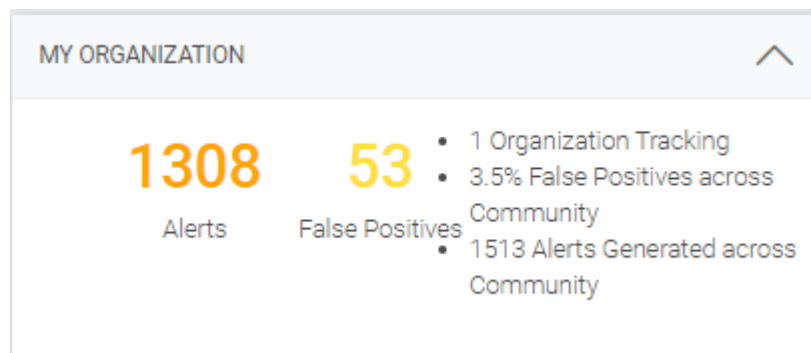 MY ORGANIZATION
1308
Alerts
53
False Positives
• 1 Organization Tracking
• 3.5% False Positives across
Community
• 1513 Alerts Generated across
Community